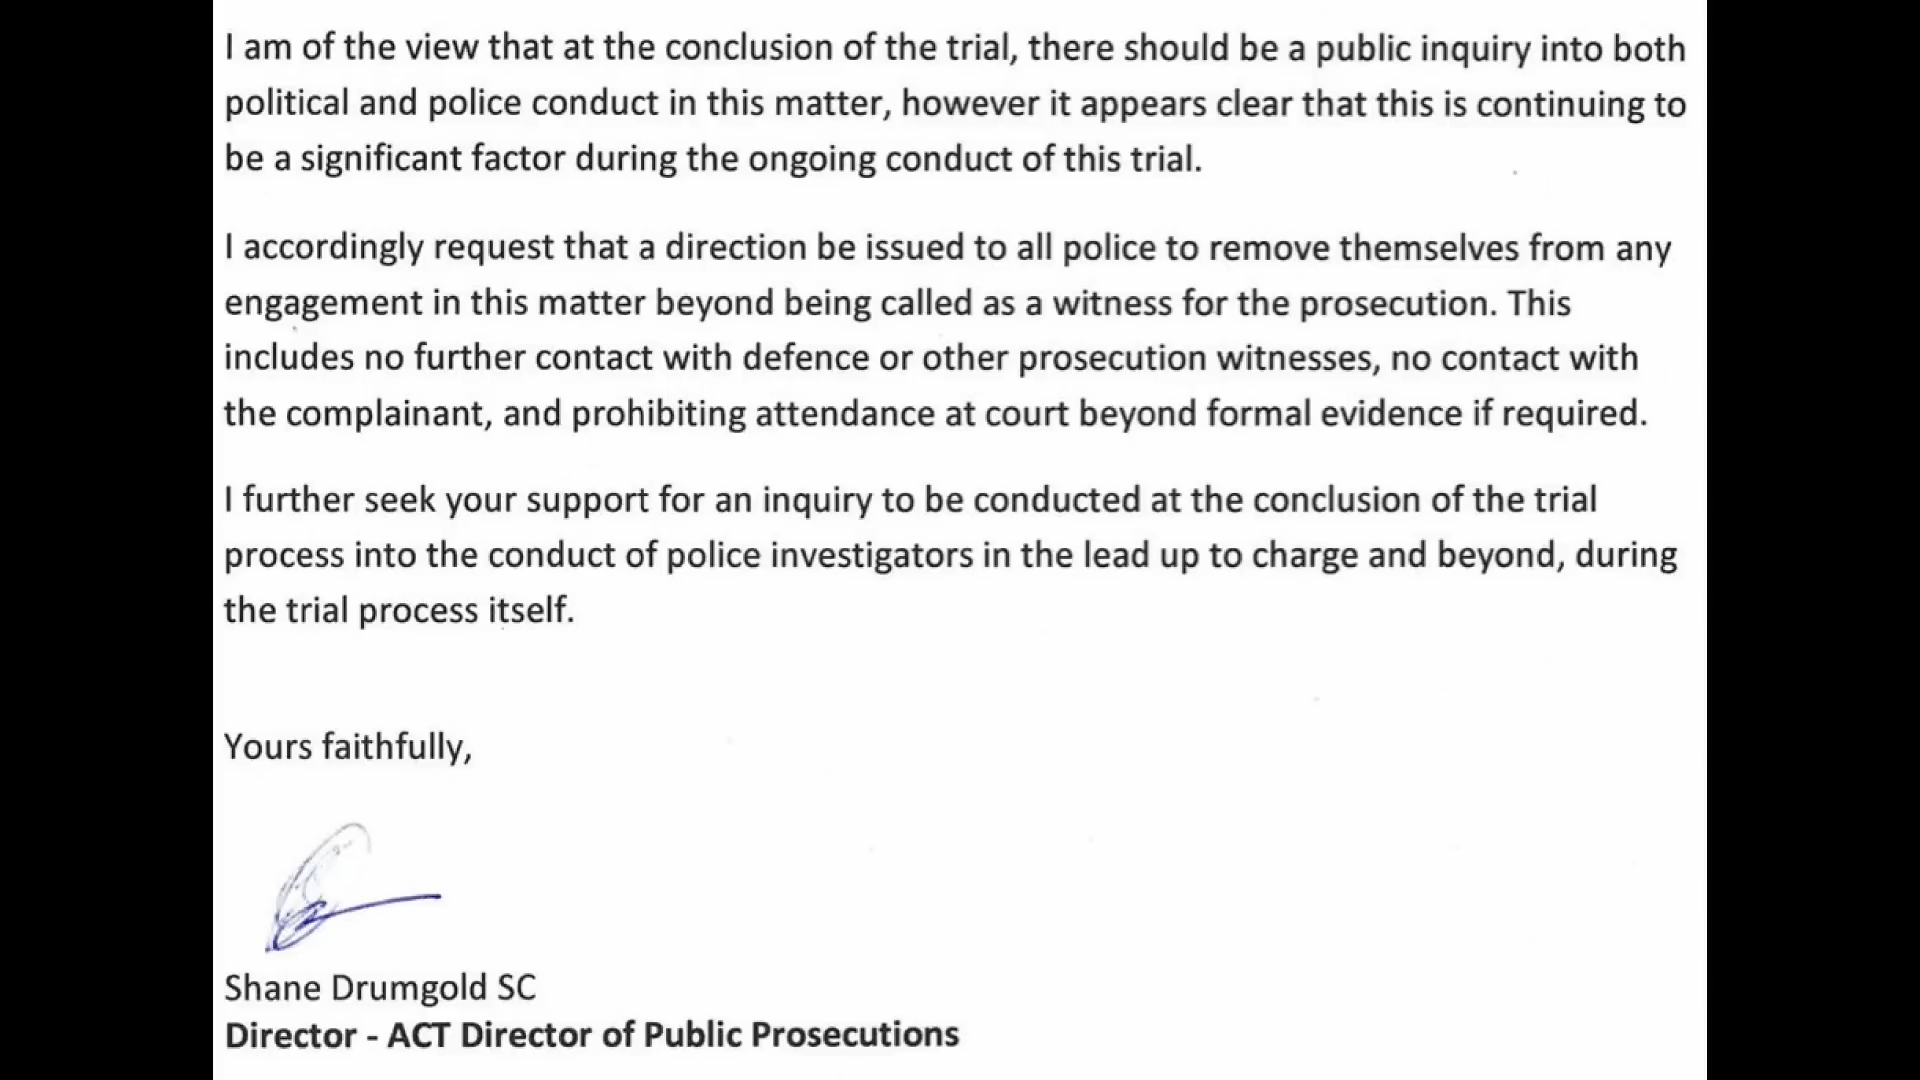 I am of the view that at the conclusion of the trial, there should be a public inquiry into both
political and police conduct in this matter, however it appears clear that this is continuing to
be a significant factor during the ongoing conduct of this trial.
I accordingly request that a direction be issued to all police to remove themselves from any
engagement in this matter beyond being called as a witness for the prosecution. This
includes no further contact with defence or other prosecution witnesses, no contact with
the complainant, and prohibiting attendance at court beyond formal evidence if required.
I further seek your support for an inquiry to be conducted at the conclusion of the trial
process into the conduct of police investigators in the lead up to charge and beyond, during
the trial process itself.
Yours faithfully,
Shane Drumgold SC
Director - ACT Director of Public Prosecutions